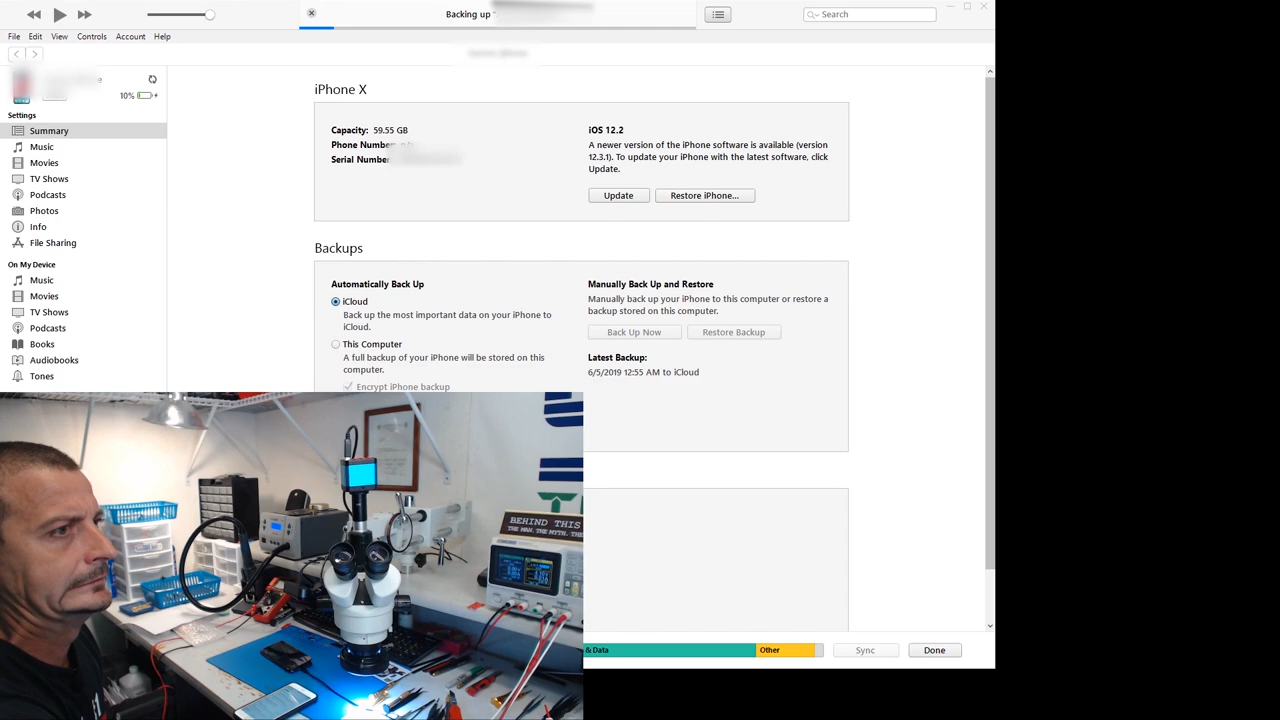 Backing up "
Search
File Edit View Controls Account Help
10%
Settings
Summary
Music
Movies
TV Shows
Podcasts
Photos
Info
File Sharing
On My Device
Music
Movies
TV Shows
Podcasts
Books
Audiobooks
Tones
iPhone X
Capacity: 59.55 GB
Phone Number
Serial Number
iOS 12.2
A newer version of the iPhone software is available (version
12.3.1). To update your iPhone with the latest software, click
Update.
Update Restore iPhone...
Backups
Automatically Back Up
iCloud
Back up the most important data on your iPhone to
iCloud.
This Computer
A full backup of your iPhone will be stored on this
computer.
Encrypt iPhone backup
Manually Back Up and Restore
Manually back up your iPhone to this computer or restore a
backup stored on this computer.
Back Up Now Restore Backup
Latest Backup:
6/5/2019 12:55 AM to iCloud
& Data Other Sync Done
BEHIND THIS
THE MAN. THE MYTH. THE